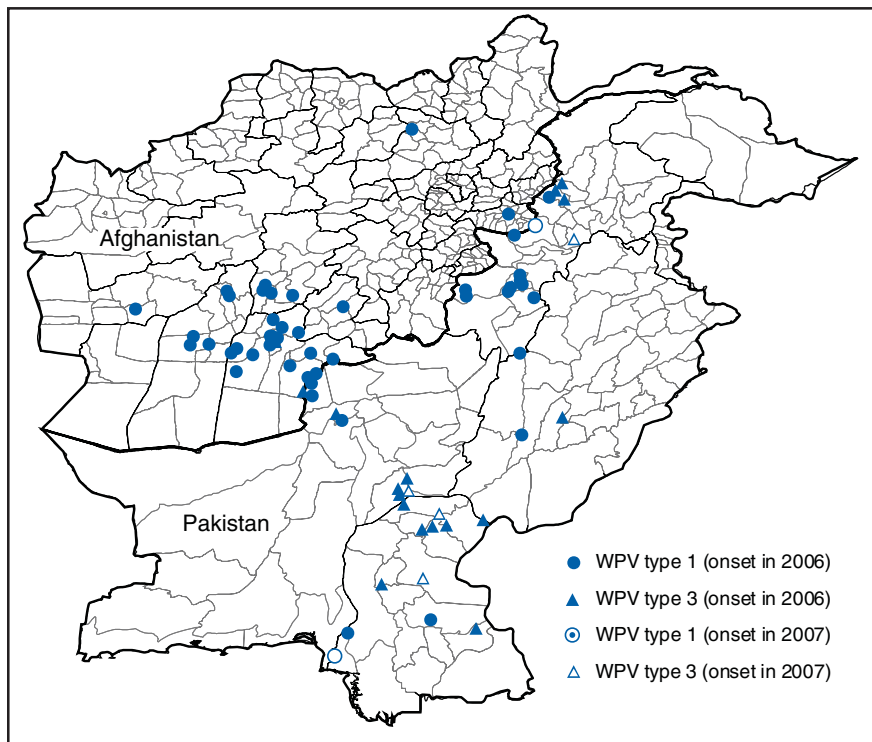 Afghanistan
Pakistan
WPV type 1 (onset in 2006)
WPV type 3 (onset in 2006)
WPV type 1 (onset in 2007)
WPV type 3 (onset in 2007)